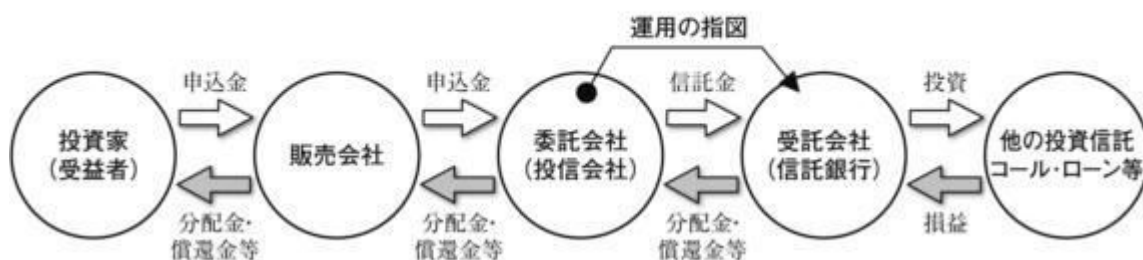 運用の指図
申込金
申込金
信託金
投資
投資家
(受益者)
販売会社
委託会社
(投信会社)
受託会社
(信託銀行)
他の投資信託
コール・ローン等
分配金・
償還金等
分配金・
償還金等
分配金・
償還金等
損益